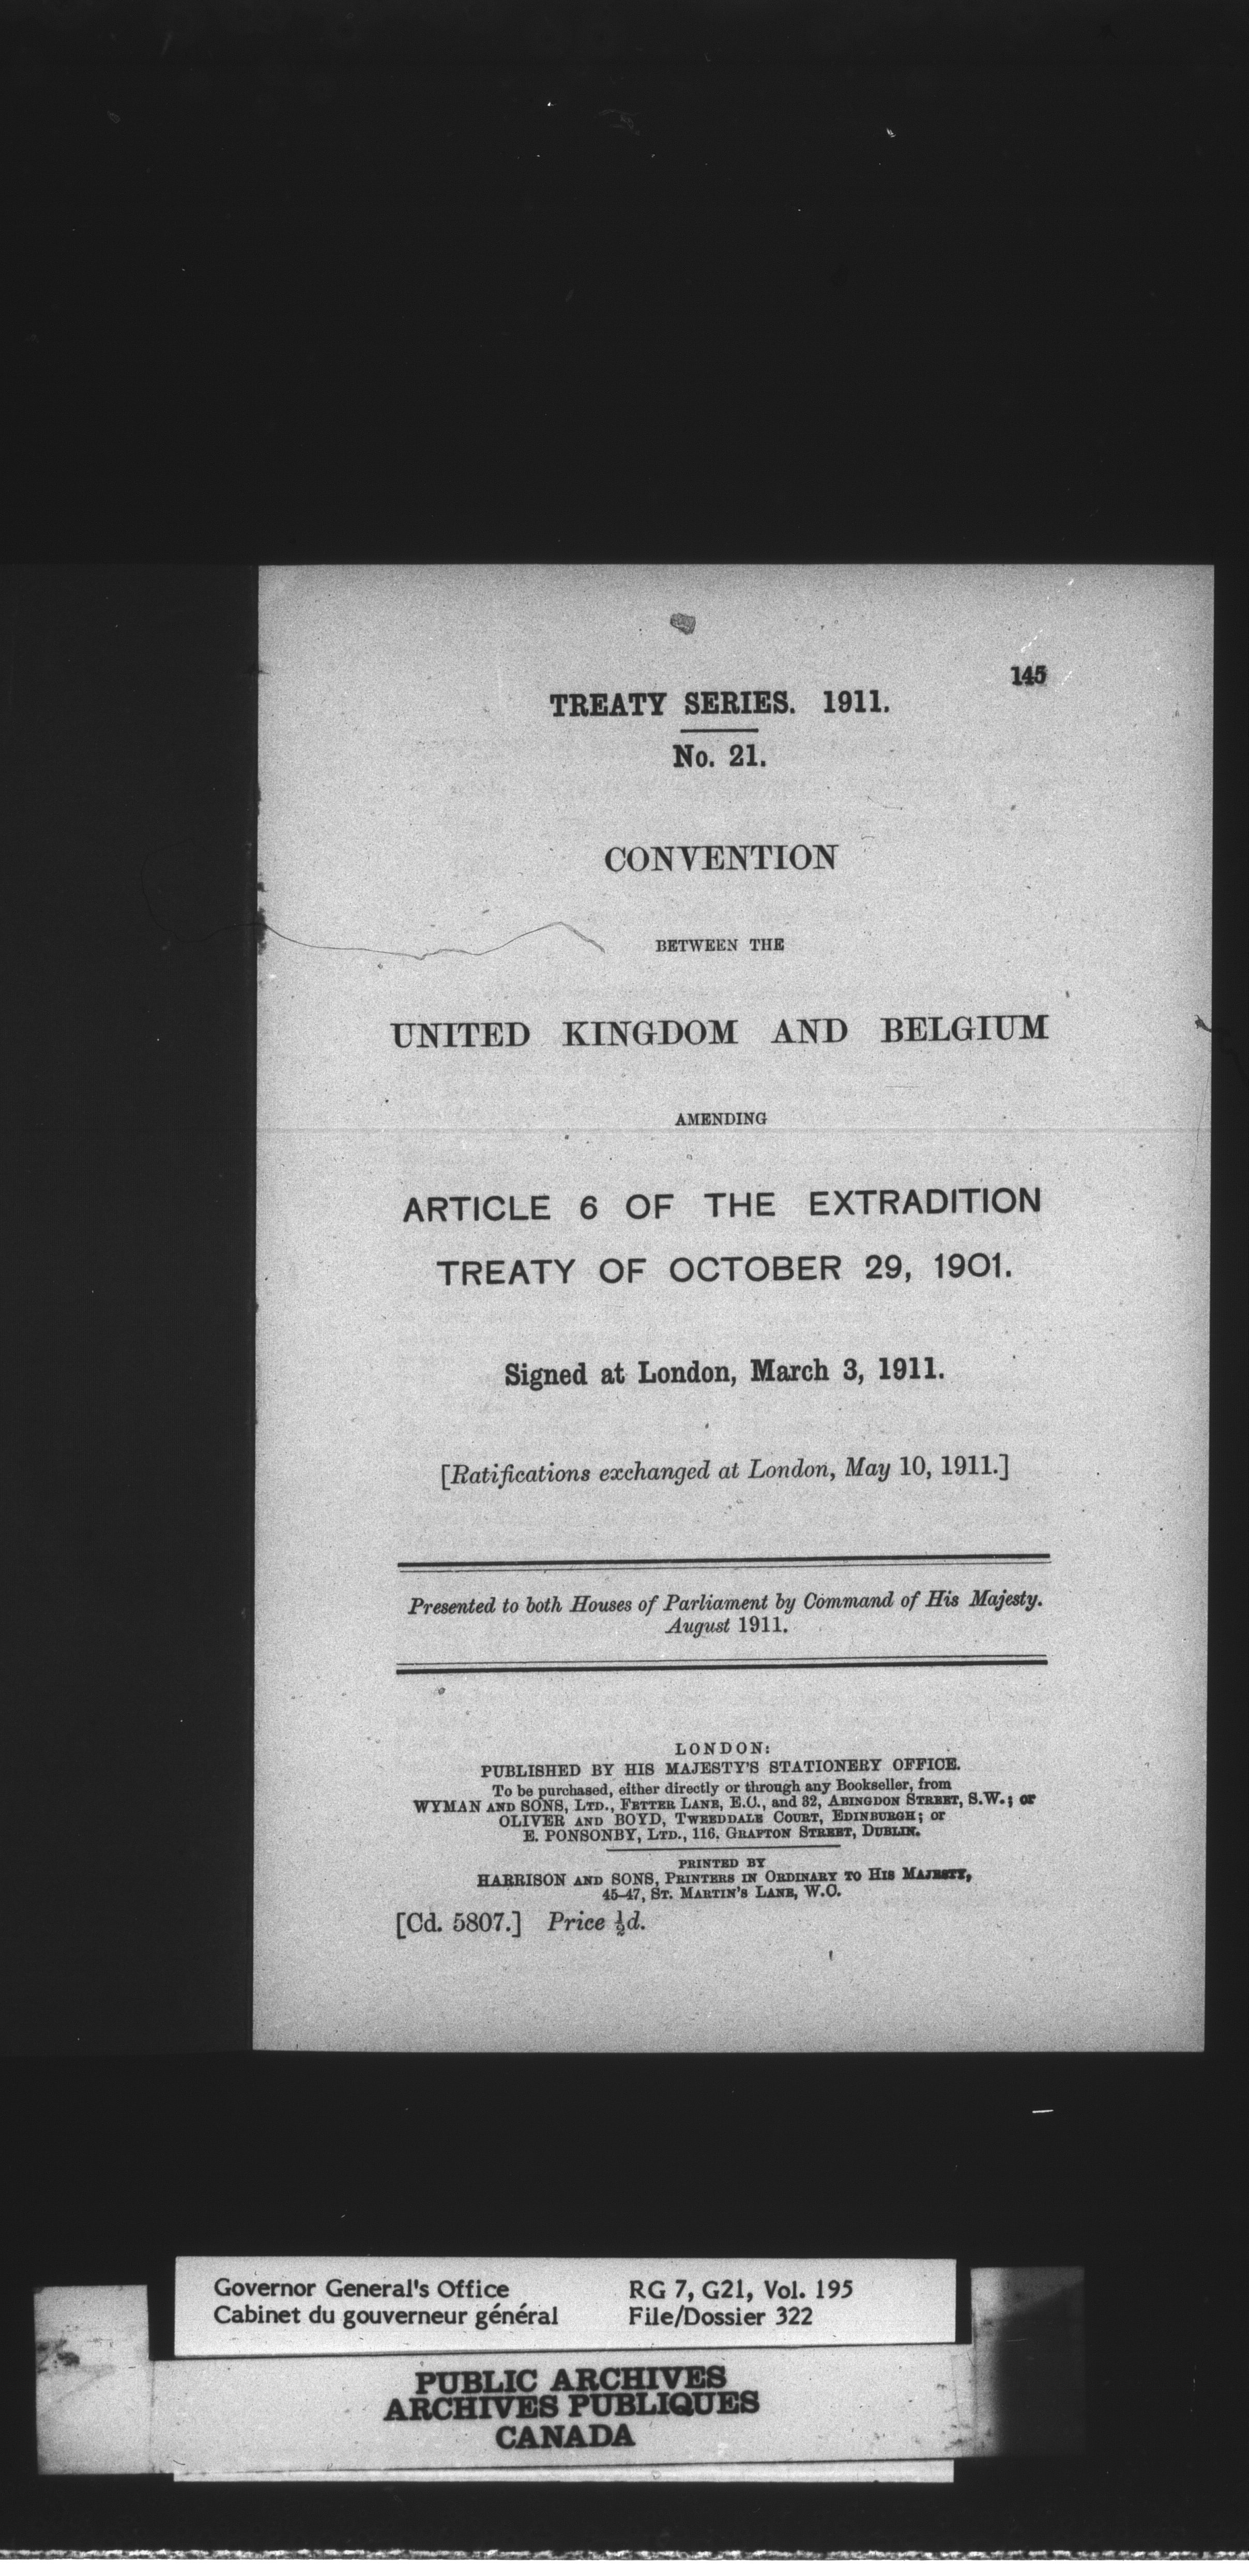 145
TREATY SERIES. 1911.
No. 21.
CONVENTION
BETWEEN THE
UNITED KINGDOM AND BELGIUM
AMENDING
ARTICLE 6 OF THE EXTRADITION
TREATY OF OCTOBER 29, 1901.
Signed at London, March 3, 1911.
[Ratifications exchanged at London, May 10, 1911.]
Presented to both Houses of Parliament by Command of His Majesty.
August 1911.
LONDON:
PUBLISHED BY HIS MAJESTY'S STATIONERY OFFICE.
To be purchased, either directly or through any Bookseller, from
WYMAN AND SONS, LTD., FETTER LANE, E.C., and 32, ABINGDON STREET, S.W.; or
OLIVER AND BOYD, TWEEDDALE COURT, EDINBURGH; or
E. PONSONBY, LTD., 116, GRAFTON STREET, DUBLIN.
PRINTED BY
HARRISON AND SONS, PRINTERS IN ORDINARY TO HIS MAJESTY,
45-47, ST. MARTIN'S LANE, W.C.
[Cd. 5807.] Price ½d.
Governor General's Office RG 7, G21, Vol. 195
Cabinet du gouverneur général File/Dossier 322
PUBLIC ARCHIVES
ARCHIVES PUBLIQUES
CANADA